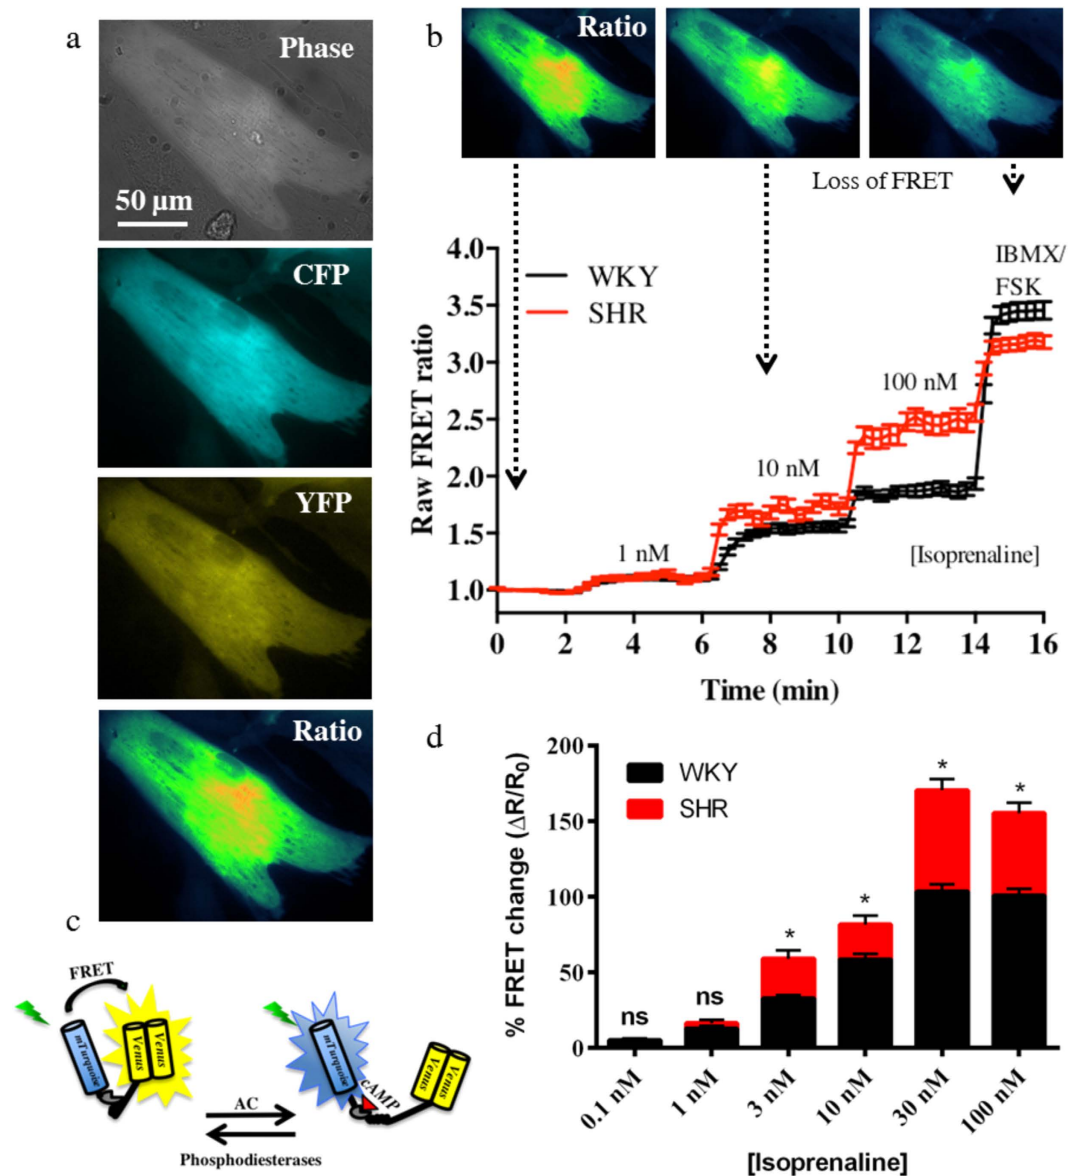 a
Phase
50 µm
CFP
YFP
Ratio
b
Ratio
Loss of FRET
4.0
3.5
3.0
2.5
2.0
1.5
1.0
Raw FRET ratio
WKY
SHR
IBMX/
FSK
100 nM
10 nM
1 nM
[Isoprenaline]
0 2 4 6 8 10 12 14 16
Time (min)
c
FRET
mTurquoise
Venus
Venus
AC
Phosphodiesterases
mTurquoise
cAMP
Venus
Venus
d
200
150
100
50
0
% FRET change (ΔR/R0)
WKY
SHR
ns
ns
*
*
*
*
0.1 nM
1 nM
3 nM
10 nM
30 nM
100 nM
[Isoprenaline]